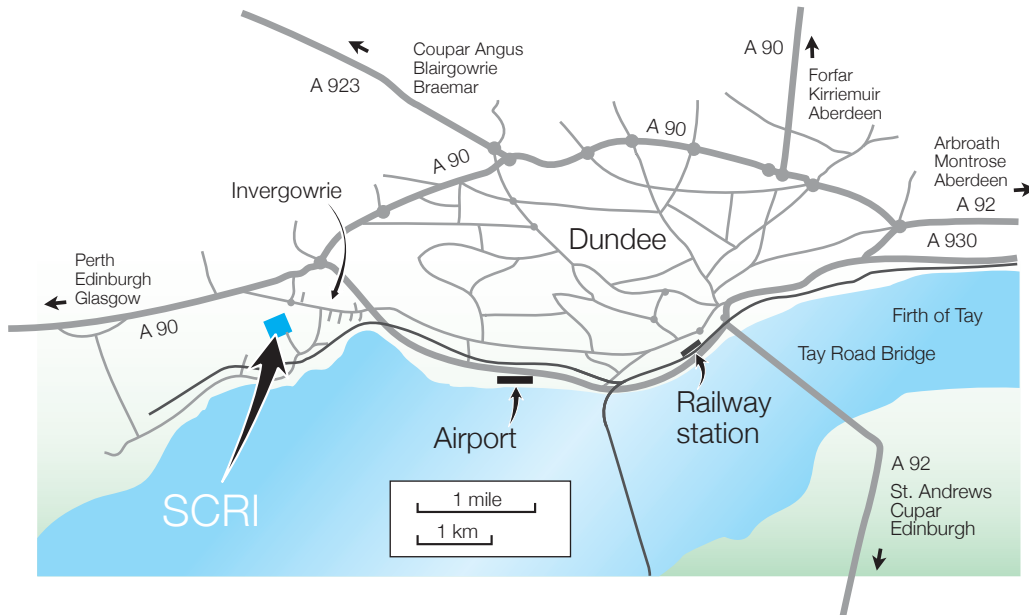 Coupar Angus
Blairgowrie
Braemar
A 923
A 90
Forfar
Kirriemuir
Aberdeen
A 90
A 90
Arbroath
Montrose
Aberdeen
A 92
A 930
Invergowrie
Dundee
Perth
Edinburgh
Glasgow
A 90
Firth of Tay
Tay Road Bridge
Railway
station
Airport
SCRI
1 mile
1 km
A 92
St. Andrews
Cupar
Edinburgh